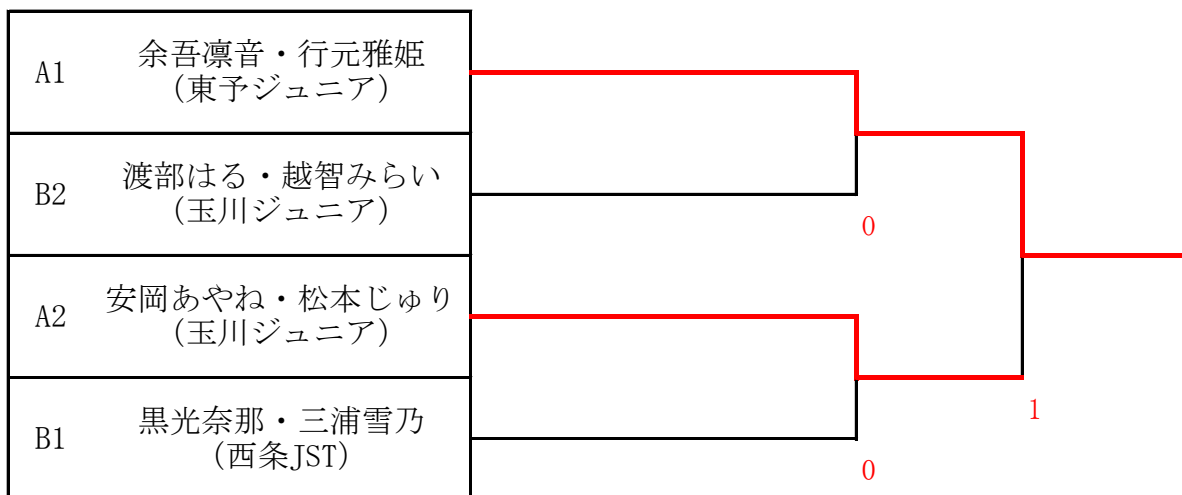 A1
余吾凛音・行元雅姫
（東予ジュニア）
B2
渡部はる・越智みらい
（玉川ジュニア）
0
A2
安岡あやね・松本じゅり
（玉川ジュニア）
1
B1
黒光奈那・三浦雪乃
（西条JST）
0